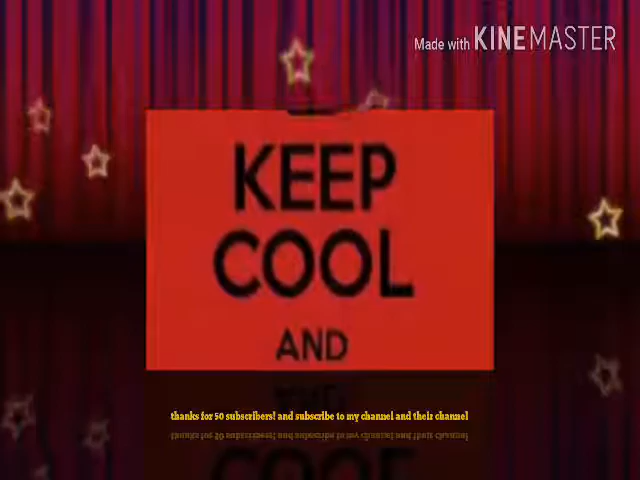 Made with KINEMASTER
KEEP
COOL
AND
thanks for 50 subscribers! and subscribe to my channel and their channel